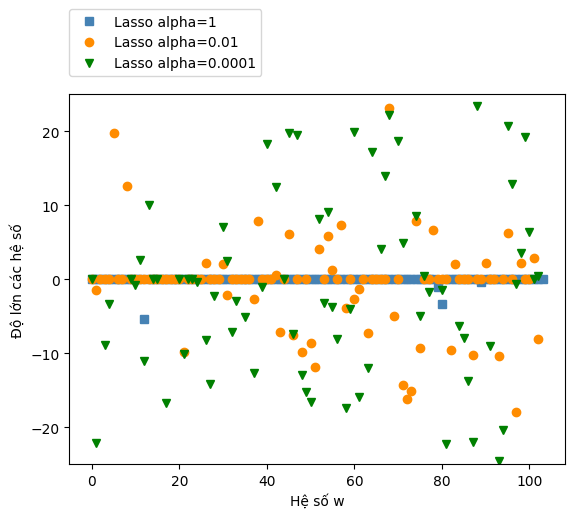 Lasso alpha=1
Lasso alpha=0.01
Lasso alpha=0.0001
20
10
0
−10
−20
Độ lớn các hệ số
0 20 40 60 80 100
Hệ số w